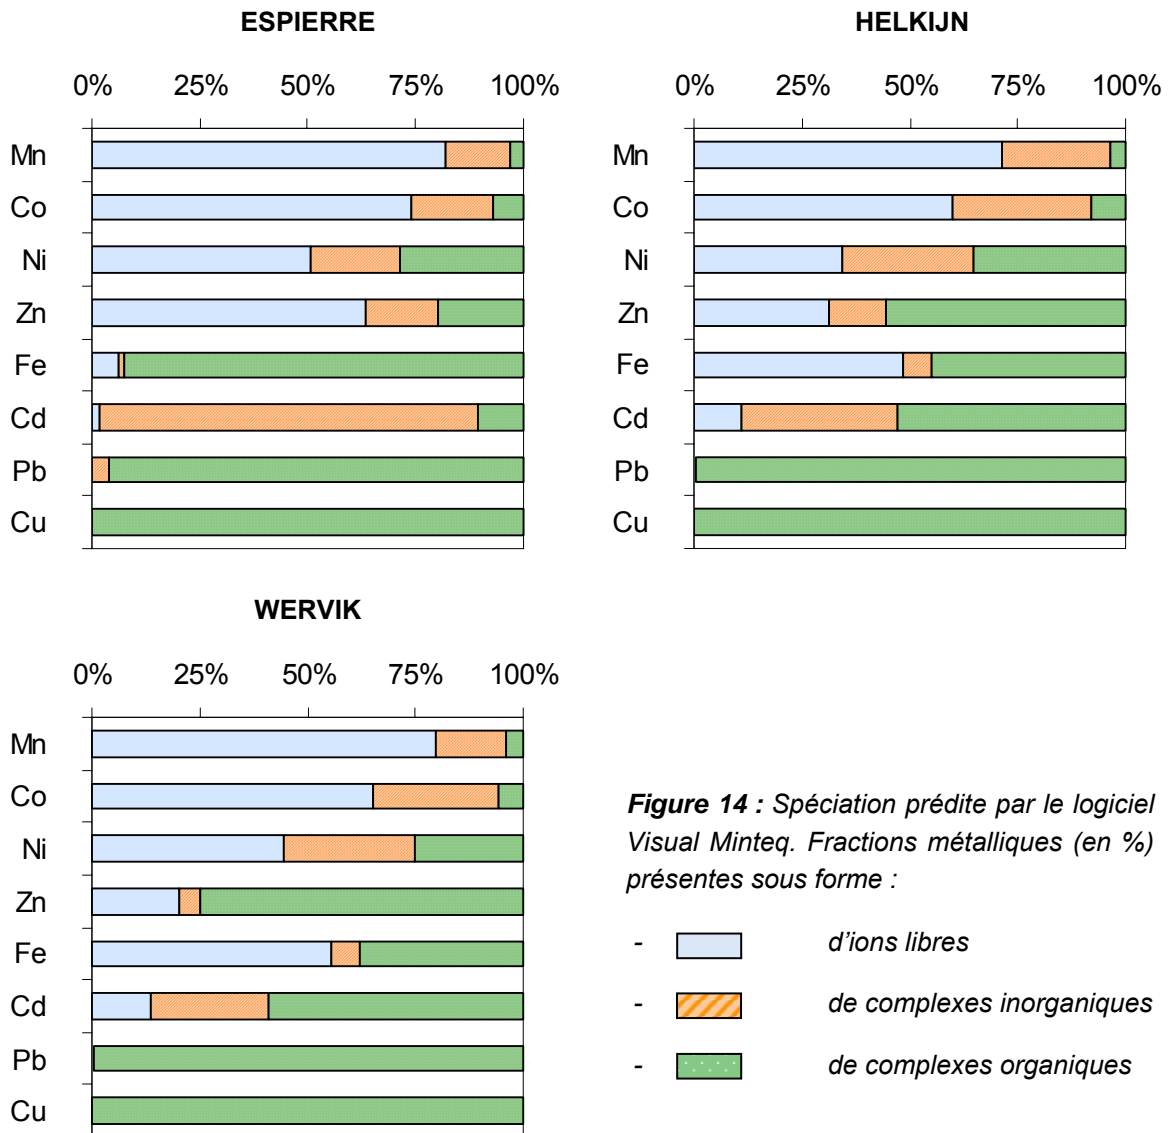 ESPIERRE
0% 25% 50% 75% 100%
Mn
Co
Ni
Zn
Fe
Cd
Pb
Cu
HELKIJN
0% 25% 50% 75% 100%
Mn
Co
Ni
Zn
Fe
Cd
Pb
Cu
WERVIK
0% 25% 50% 75% 100%
Mn
Co
Ni
Zn
Fe
Cd
Pb
Cu
Figure 14 : Spéciation prédite par le logiciel
Visual Minteq. Fractions métalliques (en %)
présentes sous forme :
- d'ions libres
- de complexes inorganiques
- de complexes organiques